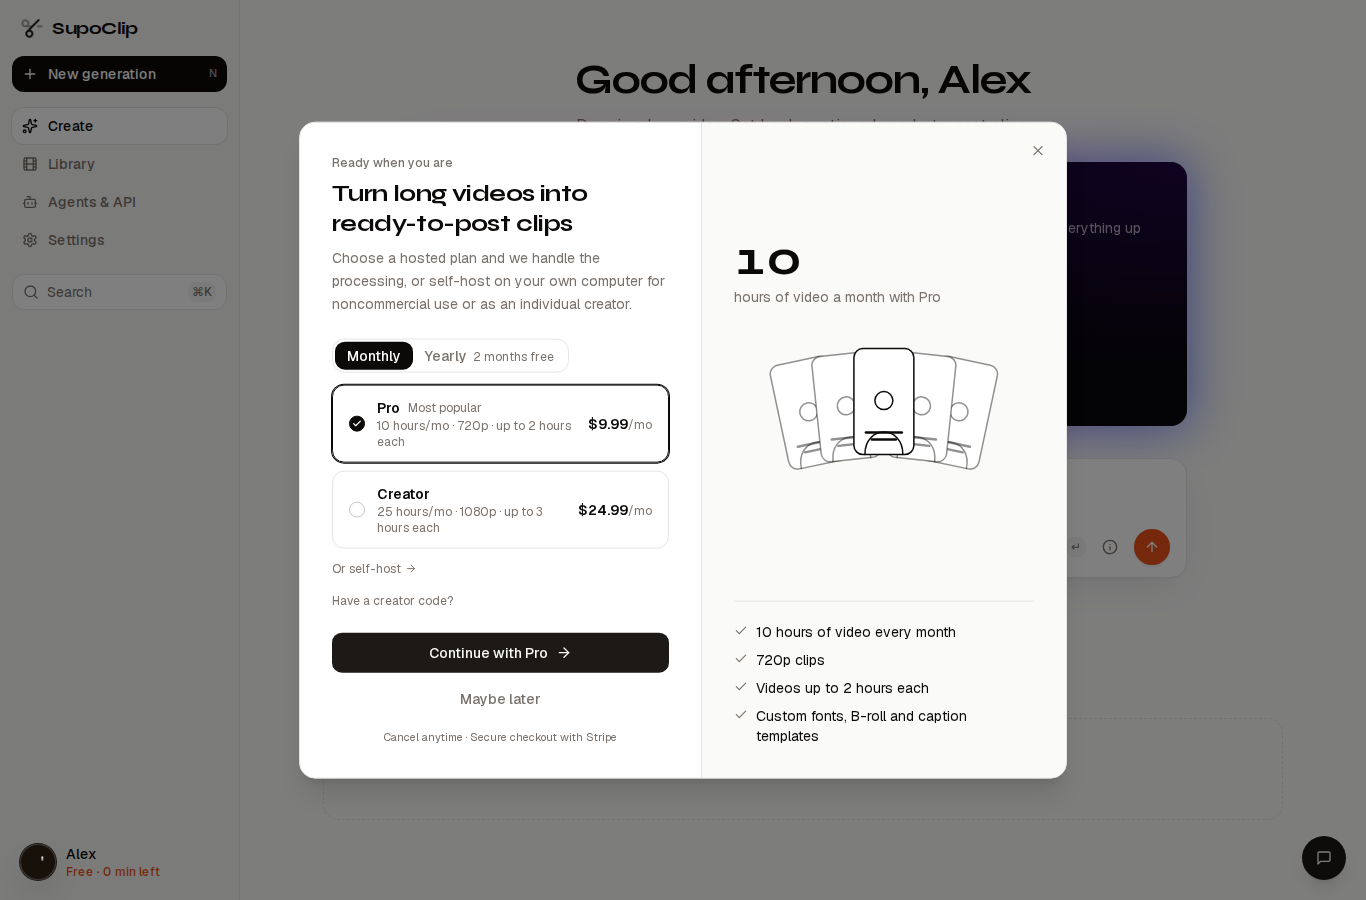 SupoClip
New generation N
Create
Library
Agents & API
Settings
Search ⌘K
Good afternoon, Alex
erything up
Ready when you are
Turn long videos into
ready-to-post clips
Choose a hosted plan and we handle the
processing, or self-host on your own computer for
noncommercial use or as an individual creator.
Monthly Yearly 2 months free
Pro Most popular
10 hours/mo · 720p · up to 2 hours
each
$9.99/mo
Creator
25 hours/mo · 1080p · up to 3
hours each
$24.99/mo
Or self-host →
Have a creator code?
Continue with Pro →
Maybe later
Cancel anytime · Secure checkout with Stripe
10
hours of video a month with Pro
10 hours of video every month
720p clips
Videos up to 2 hours each
Custom fonts, B-roll and caption
templates
Alex
Free · 0 min left